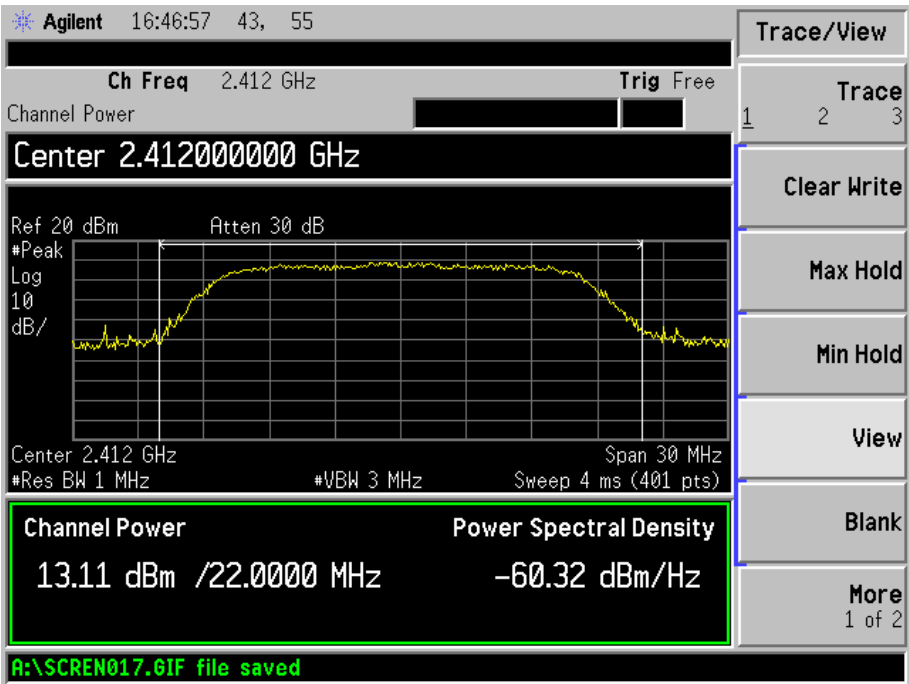 Agilent 16:46:57 43, 55
Trace/View
Ch Freq 2.412 GHz Trig Free
Channel Power
Trace
1 2 3
Center 2.412000000 GHz
Clear Write
Ref 20 dBm Atten 30 dB
#Peak
Log
10
dB/
Max Hold
Min Hold
View
Center 2.412 GHz Span 30 MHz
#Res BW 1 MHz #VBW 3 MHz Sweep 4 ms (401 pts)
Blank
Channel Power Power Spectral Density
13.11 dBm /22.0000 MHz -60.32 dBm/Hz
More
1 of 2
A:\SCREN017.GIF file saved